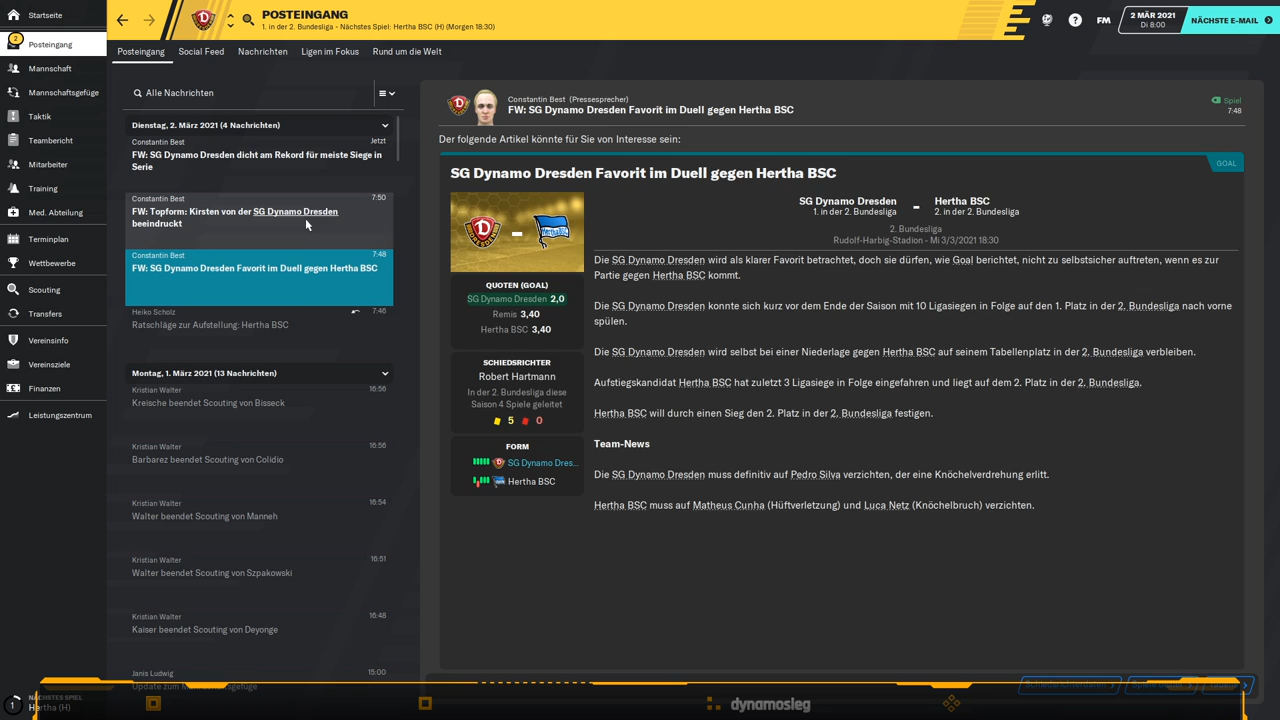 Startseite
2
Posteingang
Mannschaft
Mannschaftsgefüge
Taktik
Teambericht
Mitarbeiter
Training
Med. Abteilung
Terminplan
Wettbewerbe
Scouting
Transfers
Vereinsinfo
Vereinsziele
Finanzen
Leistungszentrum
POSTEINGANG
1. in der 2. Bundesliga - Nächstes Spiel: Hertha BSC (H) (Morgen 18:30)
FM
2 MÄR 2021
Di 8:00
NÄCHSTE E-MAIL
Posteingang Social Feed Nachrichten Ligen im Fokus Rund um die Welt
Alle Nachrichten
Dienstag, 2. März 2021 (4 Nachrichten)
Constantin Best Jetzt
FW: SG Dynamo Dresden dicht am Rekord für meiste Siege in
Serie
Constantin Best 7:50
FW: Topform: Kirsten von der SG Dynamo Dresden
beeindruckt
Constantin Best 7:48
FW: SG Dynamo Dresden Favorit im Duell gegen Hertha BSC
Heiko Scholz 7:46
Ratschläge zur Aufstellung: Hertha BSC
Montag, 1. März 2021 (13 Nachrichten)
Kristian Walter 16:56
Kreische beendet Scouting von Bisseck
Kristian Walter 16:56
Barbarez beendet Scouting von Colidio
Kristian Walter 16:54
Walter beendet Scouting von Manneh
Kristian Walter 16:51
Walter beendet Scouting von Szpakowski
Kristian Walter 16:48
Kaiser beendet Scouting von Deyonge
Janis Ludwig 15:00
Update zum Mannschaftsgefüge
Constantin Best (Pressesprecher)
FW: SG Dynamo Dresden Favorit im Duell gegen Hertha BSC
Spiel
7:48
Der folgende Artikel könnte für Sie von Interesse sein:
GOAL
SG Dynamo Dresden Favorit im Duell gegen Hertha BSC
SG Dynamo Dresden - Hertha BSC
1. in der 2. Bundesliga 2. in der 2. Bundesliga
2. Bundesliga
Rudolf-Harbig-Stadion - Mi 3/3/2021 18:30
QUOTEN (GOAL)
SG Dynamo Dresden 2,0
Remis 3,40
Hertha BSC 3,40
SCHIEDSRICHTER
Robert Hartmann
In der 2. Bundesliga diese
Saison 4 Spiele geleitet
5 0
FORM
SG Dynamo Dres...
Hertha BSC
Die SG Dynamo Dresden wird als klarer Favorit betrachtet, doch sie dürfen, wie Goal berichtet, nicht zu selbstsicher auftreten, wenn es zur
Partie gegen Hertha BSC kommt.
Die SG Dynamo Dresden konnte sich kurz vor dem Ende der Saison mit 10 Ligasiegen in Folge auf den 1. Platz in der 2. Bundesliga nach vorne
spülen.
Die SG Dynamo Dresden wird selbst bei einer Niederlage gegen Hertha BSC auf seinem Tabellenplatz in der 2. Bundesliga verbleiben.
Aufstiegskandidat Hertha BSC hat zuletzt 3 Ligasiege in Folge eingefahren und liegt auf dem 2. Platz in der 2. Bundesliga.
Hertha BSC will durch einen Sieg den 2. Platz in der 2. Bundesliga festigen.
Team-News
Die SG Dynamo Dresden muss definitiv auf Pedro Silva verzichten, der eine Knöchelverdrehung erlitt.
Hertha BSC muss auf Matheus Cunha (Hüftverletzung) und Luca Netz (Knöchelbruch) verzichten.
Schiedsrichterdaten
1
NÄCHSTES SPIEL
Hertha (H)
dynamosleg